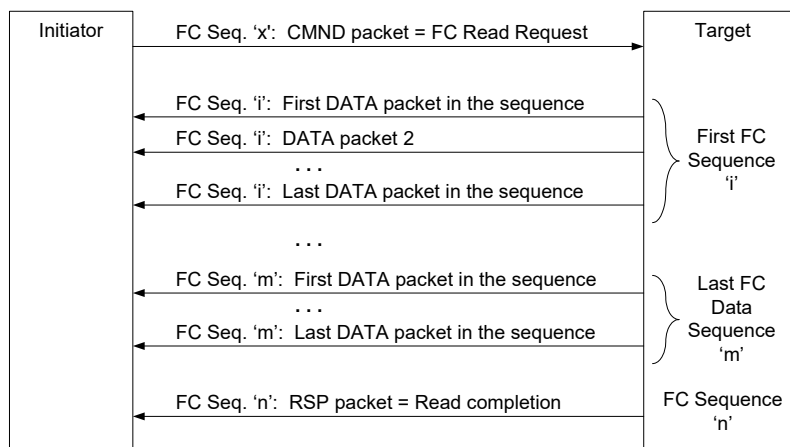 Initiator
FC Seq. ‘x': CMND packet = FC Read Request
Target
FC Seq. ‘i’: First DATA packet in the sequence
FC Seq. ‘i’: DATA packet 2
. . .
FC Seq. ‘i’: Last DATA packet in the sequence
First FC
Sequence
‘i’
. . .
FC Seq. ‘m’: First DATA packet in the sequence
. . .
FC Seq. ‘m’: Last DATA packet in the sequence
Last FC
Data
Sequence
‘m’
FC Seq. ‘n’: RSP packet = Read completion
FC Sequence
‘n’